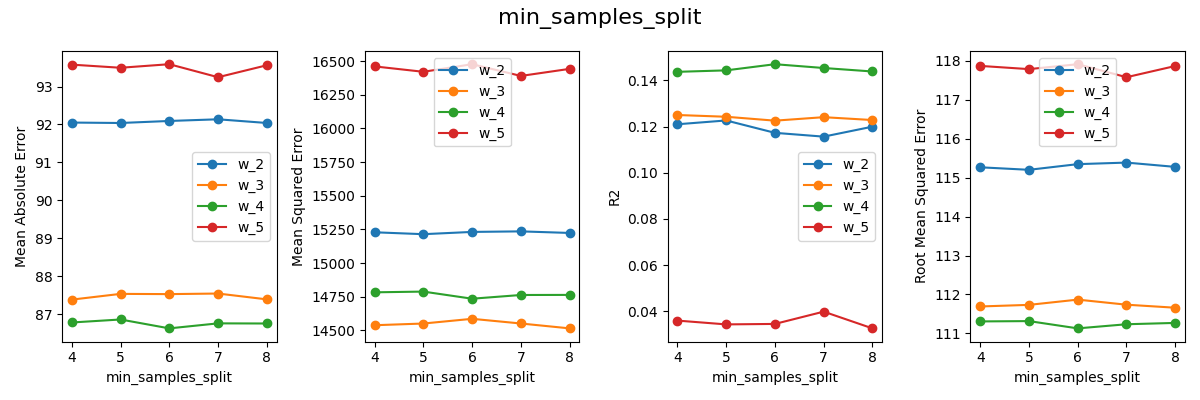 min_samples_split
Mean Absolute Error
93
92
91
90
89
88
87
4 5 6 7 8
min_samples_split
w_2
w_3
w_4
w_5
Mean Squared Error
16500
16250
16000
15750
15500
15250
15000
14750
14500
4 5 6 7 8
min_samples_split
w_2
w_3
w_4
w_5
R2
0.14
0.12
0.10
0.08
0.06
0.04
4 5 6 7 8
min_samples_split
w_2
w_3
w_4
w_5
Root Mean Squared Error
118
117
116
115
114
113
112
111
4 5 6 7 8
min_samples_split
w_2
w_3
w_4
w_5